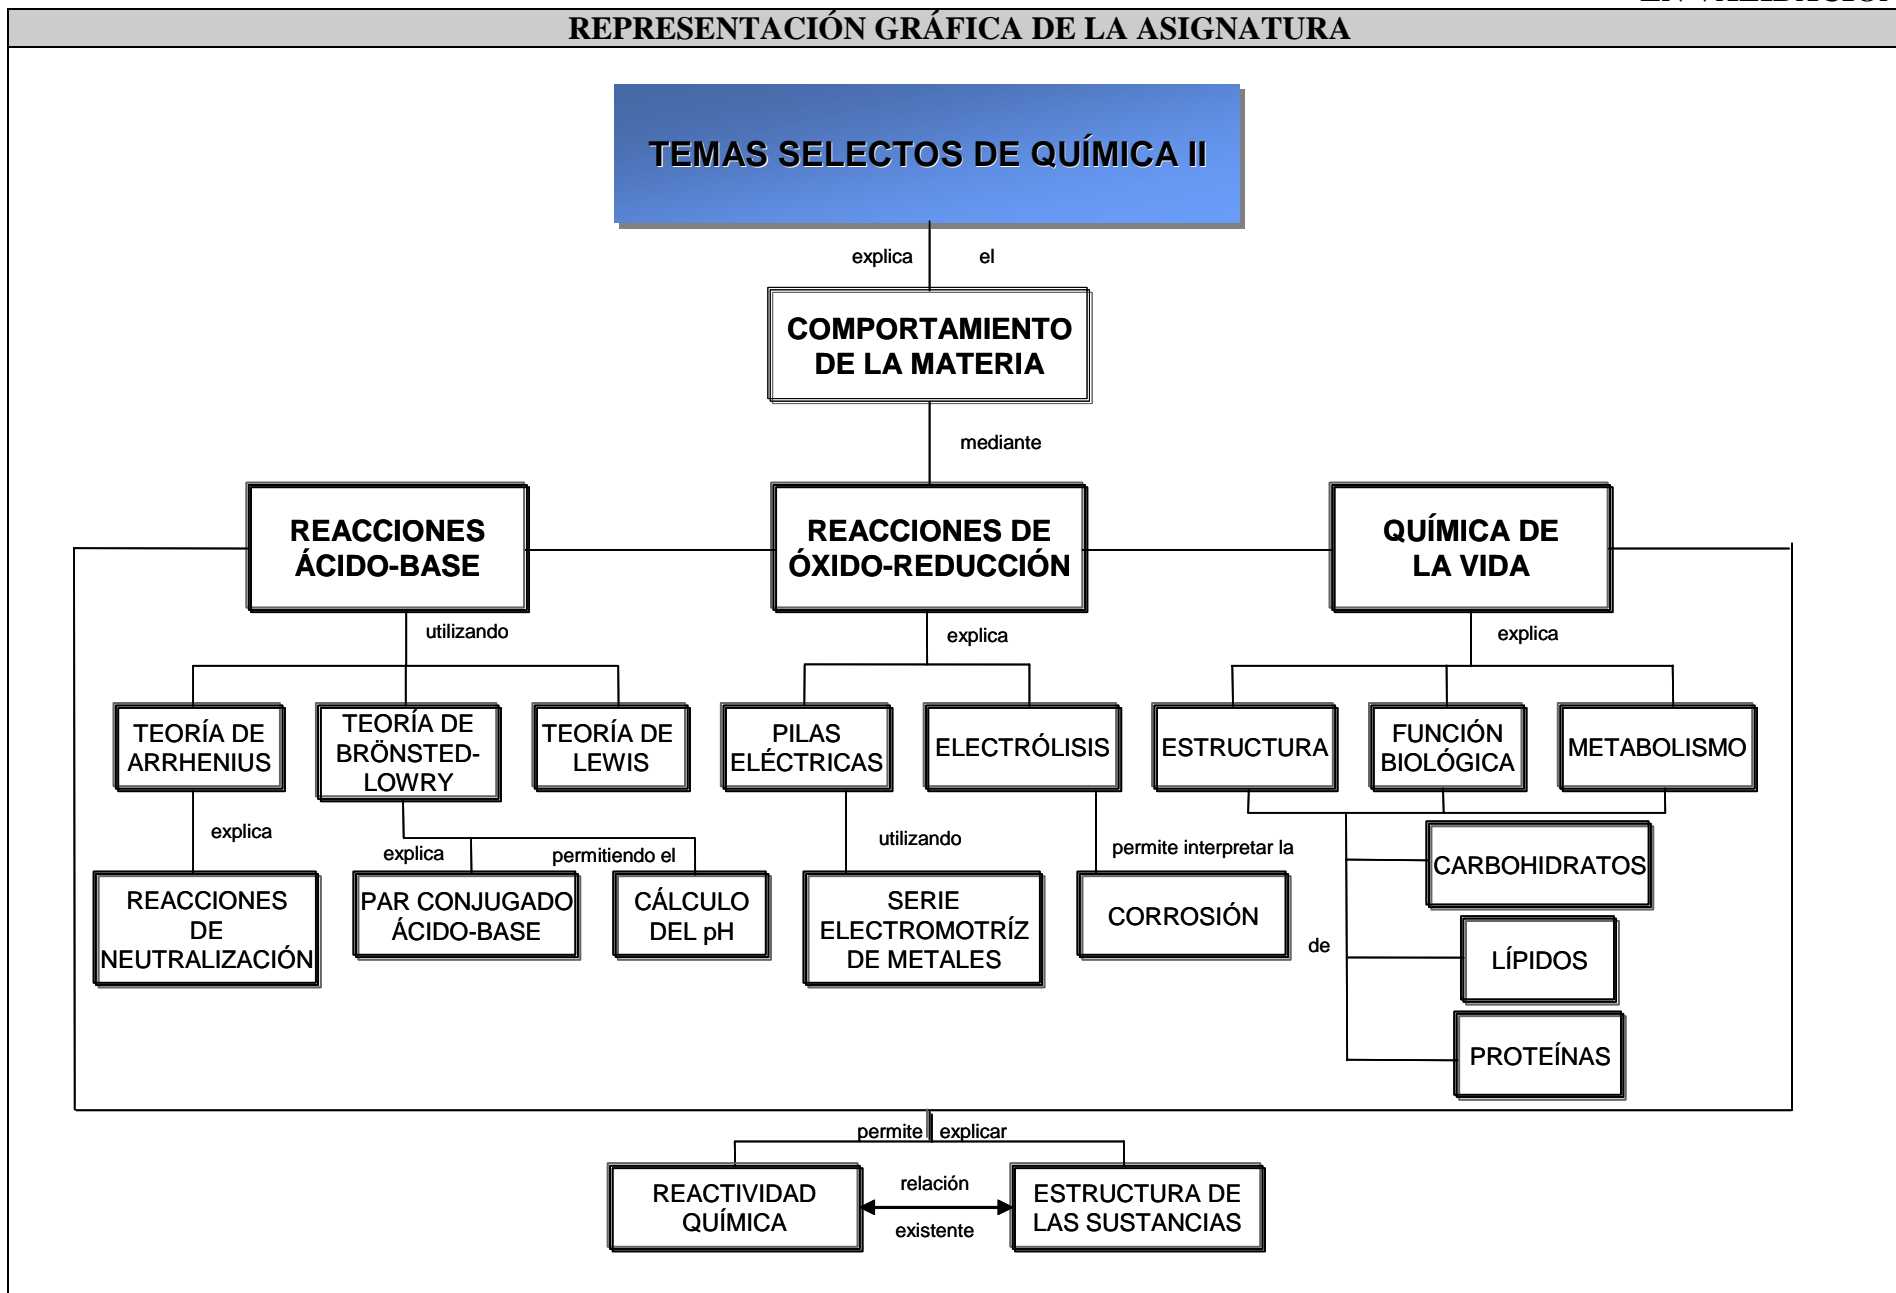 REPRESENTACIÓN GRÁFICA DE LA ASIGNATURA
TEMAS SELECTOS DE QUÍMICA II
explica el
COMPORTAMIENTO
DE LA MATERIA
mediante
REACCIONES
ÁCIDO-BASE
REACCIONES DE
ÓXIDO-REDUCCIÓN
QUÍMICA DE
LA VIDA
utilizando
explica
explica
TEORÍA DE
ARRHENIUS
TEORÍA DE
BRÖNSTED-
LOWRY
TEORÍA DE
LEWIS
PILAS
ELÉCTRICAS
ELECTRÓLISIS
ESTRUCTURA
FUNCIÓN
BIOLÓGICA
METABOLISMO
explica
explica
permitiendo el
utilizando
permite interpretar la
REACCIONES
DE
NEUTRALIZACIÓN
PAR CONJUGADO
ÁCIDO-BASE
CÁLCULO
DEL pH
SERIE
ELECTROMOTRÍZ
DE METALES
CORROSIÓN
de
CARBOHIDRATOS
LÍPIDOS
PROTEÍNAS
permite explicar
REACTIVIDAD
QUÍMICA
relación
existente
ESTRUCTURA DE
LAS SUSTANCIAS